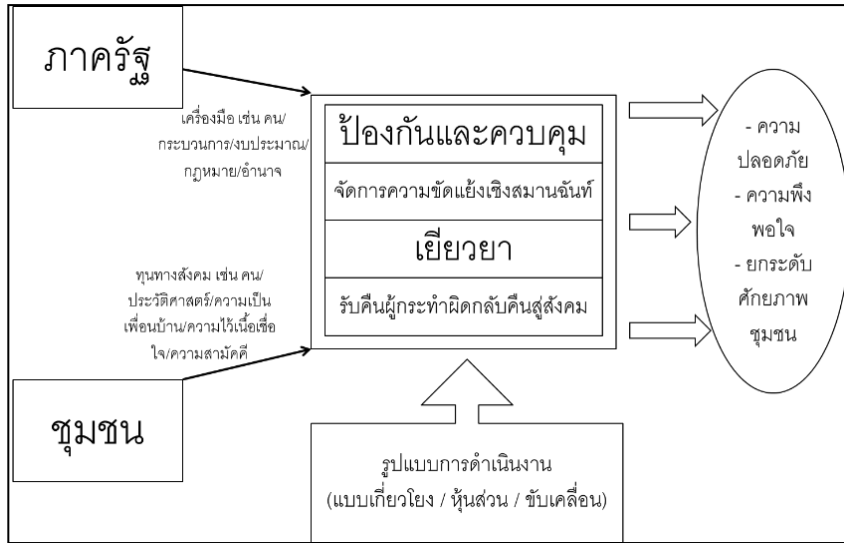 ภาครัฐ
เครื่องมือ เช่น คน/
กระบวนการ/งบประมาณ/
กฎหมาย/อำนาจ
ทุนทางสังคม เช่น คน/
ประวัติศาสตร์/ความเป็น
เพื่อนบ้าน/ความไว้เนื้อเชื่อ
ใจ/ความสามัคคี
ชุมชน
ป้องกันและควบคุม
จัดการความขัดแย้งเชิงสมานฉันท์
เยียวยา
รับคืนผู้กระทำผิดกลับคืนสู่สังคม
รูปแบบการดำเนินงาน
(แบบเกี่ยวโยง / หุ้นส่วน / ขับเคลื่อน)
- ความ
ปลอดภัย
- ความพึง
พอใจ
- ยกระดับ
ศักยภาพ
ชุมชน